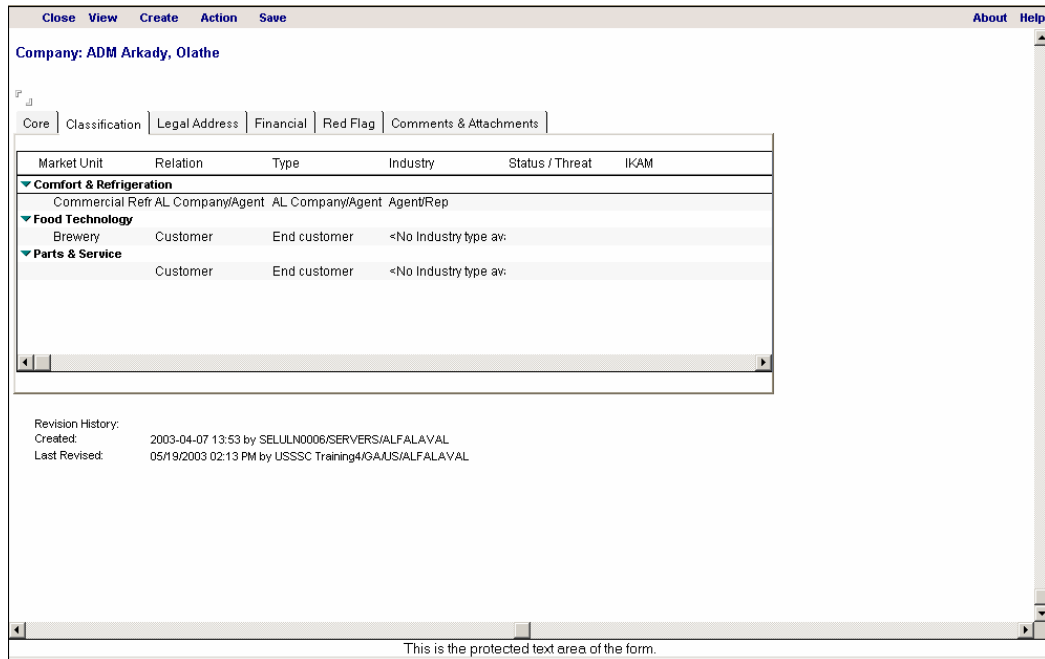 Close View Create Action Save About Help
Company: ADM Arkady, Olathe
Core Classification Legal Address Financial Red Flag Comments & Attachments
Market Unit Relation Type Industry Status / Threat IKAM
Comfort & Refrigeration
Commercial Refr AL Company/Agent AL Company/Agent Agent/Rep
Food Technology
Brewery Customer End customer <No Industry type av
Parts & Service
Customer End customer <No Industry type av
Revision History:
Created: 2003-04-07 13:53 by SELULN0006/SERVERS/ALFALAVAL
Last Revised: 05/19/2003 02:13 PM by USSSC Training4/GA/US/ALFALAVAL
This is the protected text area of the form.